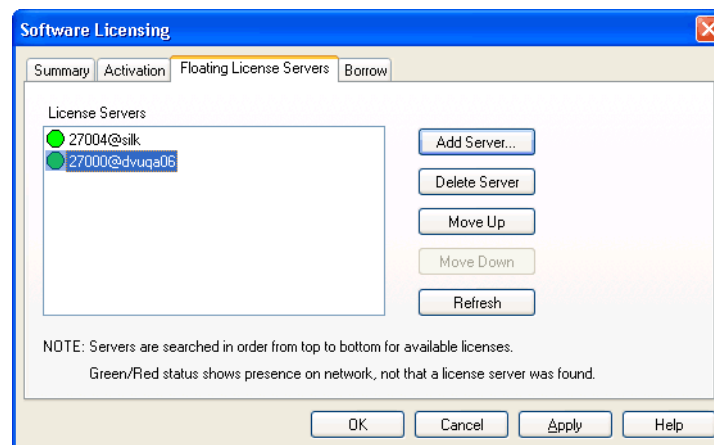 Software Licensing
Summary Activation Floating License Servers Borrow
License Servers
27004@silk
27000@dvuqa06
Add Server...
Delete Server
Move Up
Move Down
Refresh
NOTE: Servers are searched in order from top to bottom for available licenses.
Green/Red status shows presence on network, not that a license server was found.
OK Cancel Apply Help